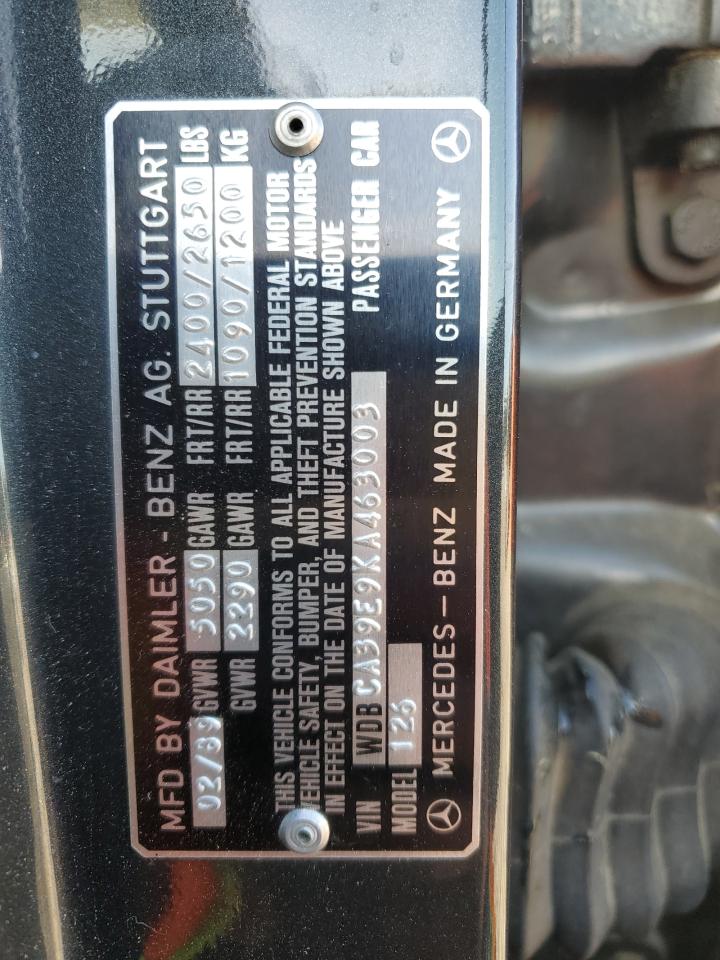 MFD BY DAIMLER - BENZ AG. STUTTGART
02/89 GVWR 5050 GAWR FRT/RR 2400/2650 LBS
GVWR 2290 GAWR FRT/RR 1090/1200 KG
THIS VEHICLE CONFORMS TO ALL APPLICABLE FEDERAL MOTOR
VEHICLE SAFETY, BUMPER, AND THEFT PREVENTION STANDARDS
IN EFFECT ON THE DATE OF MANUFACTURE SHOWN ABOVE
VIN WDB CA39E9KA463003 PASSENGER CAR
MODEL 126
MERCEDES-BENZ MADE IN GERMANY